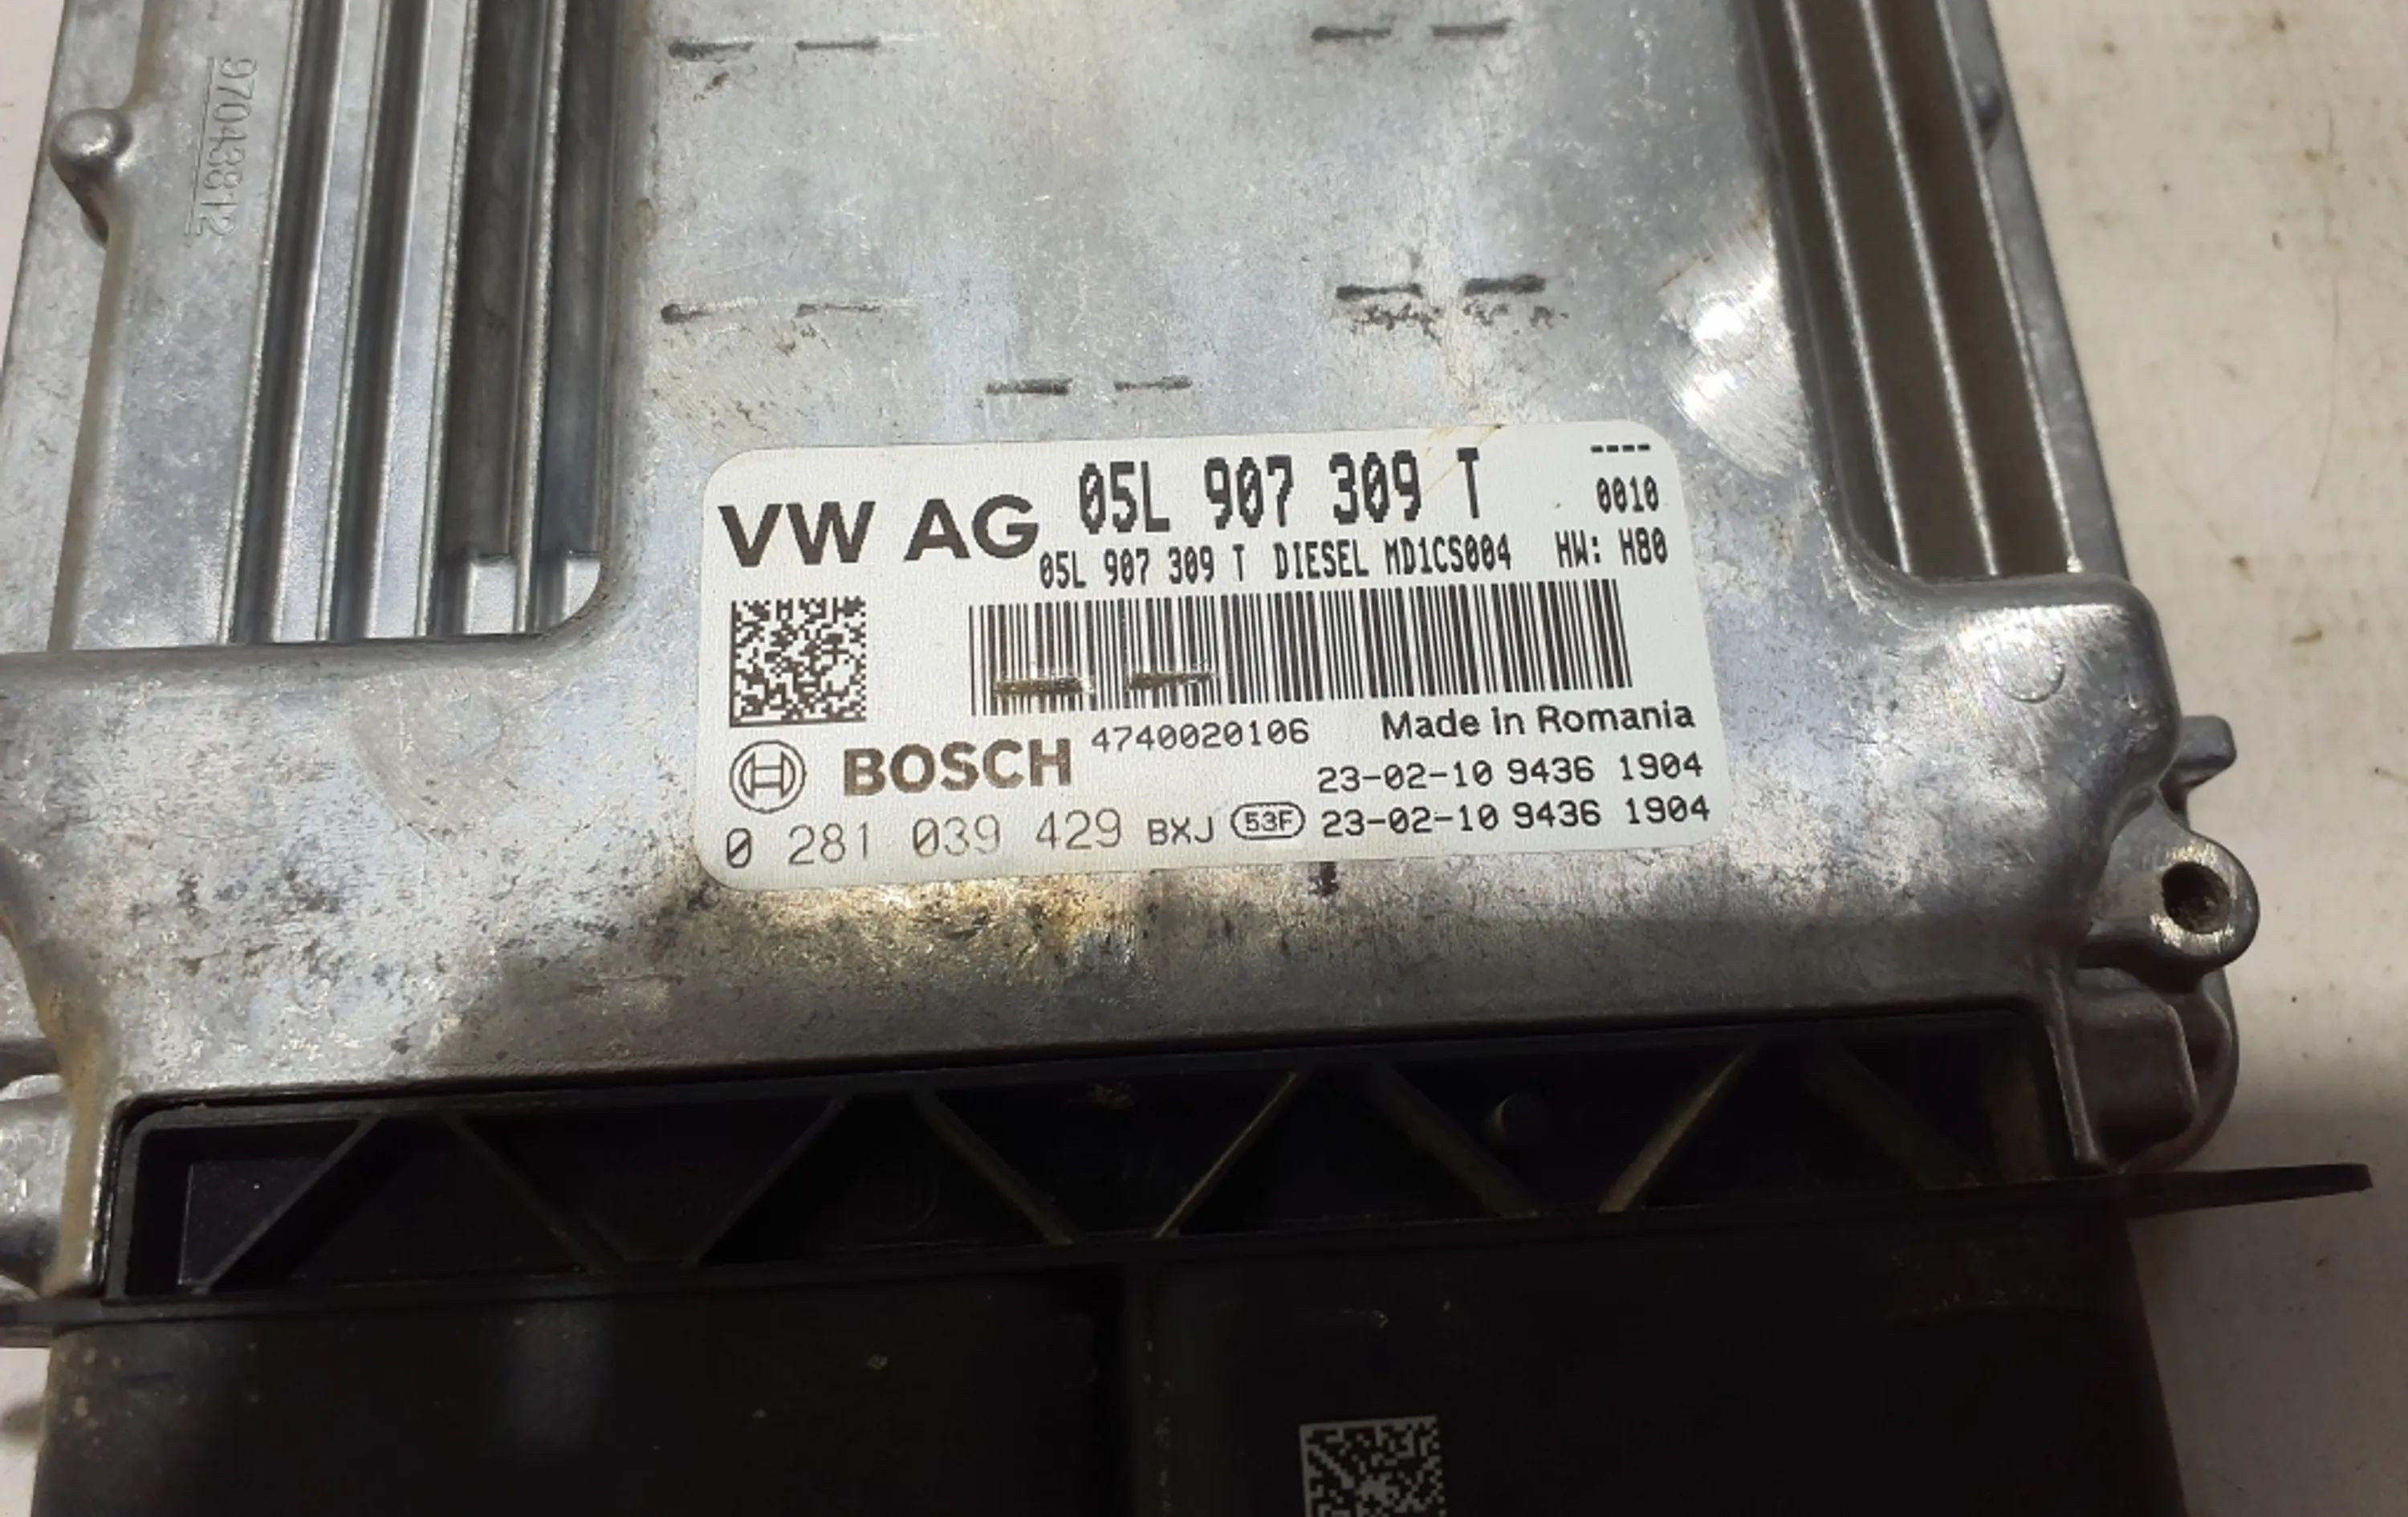 970438812
VW AG 05L 907 309 T ----
0010
05L 907 309 T DIESEL MD1CS004 HW: H80
4740020106 Made in Romania
BOSCH 23-02-10 9436 1904
0 281 039 429 BXJ 53F 23-02-10 9436 1904